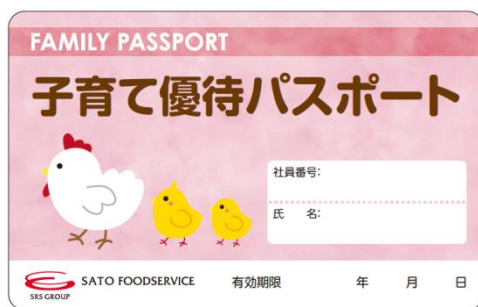 FAMILY PASSPORT
子育て優待パスポート
社員番号:
氏　名:
SRS GROUP
SATO FOODSERVICE
有効期限　年　月　日